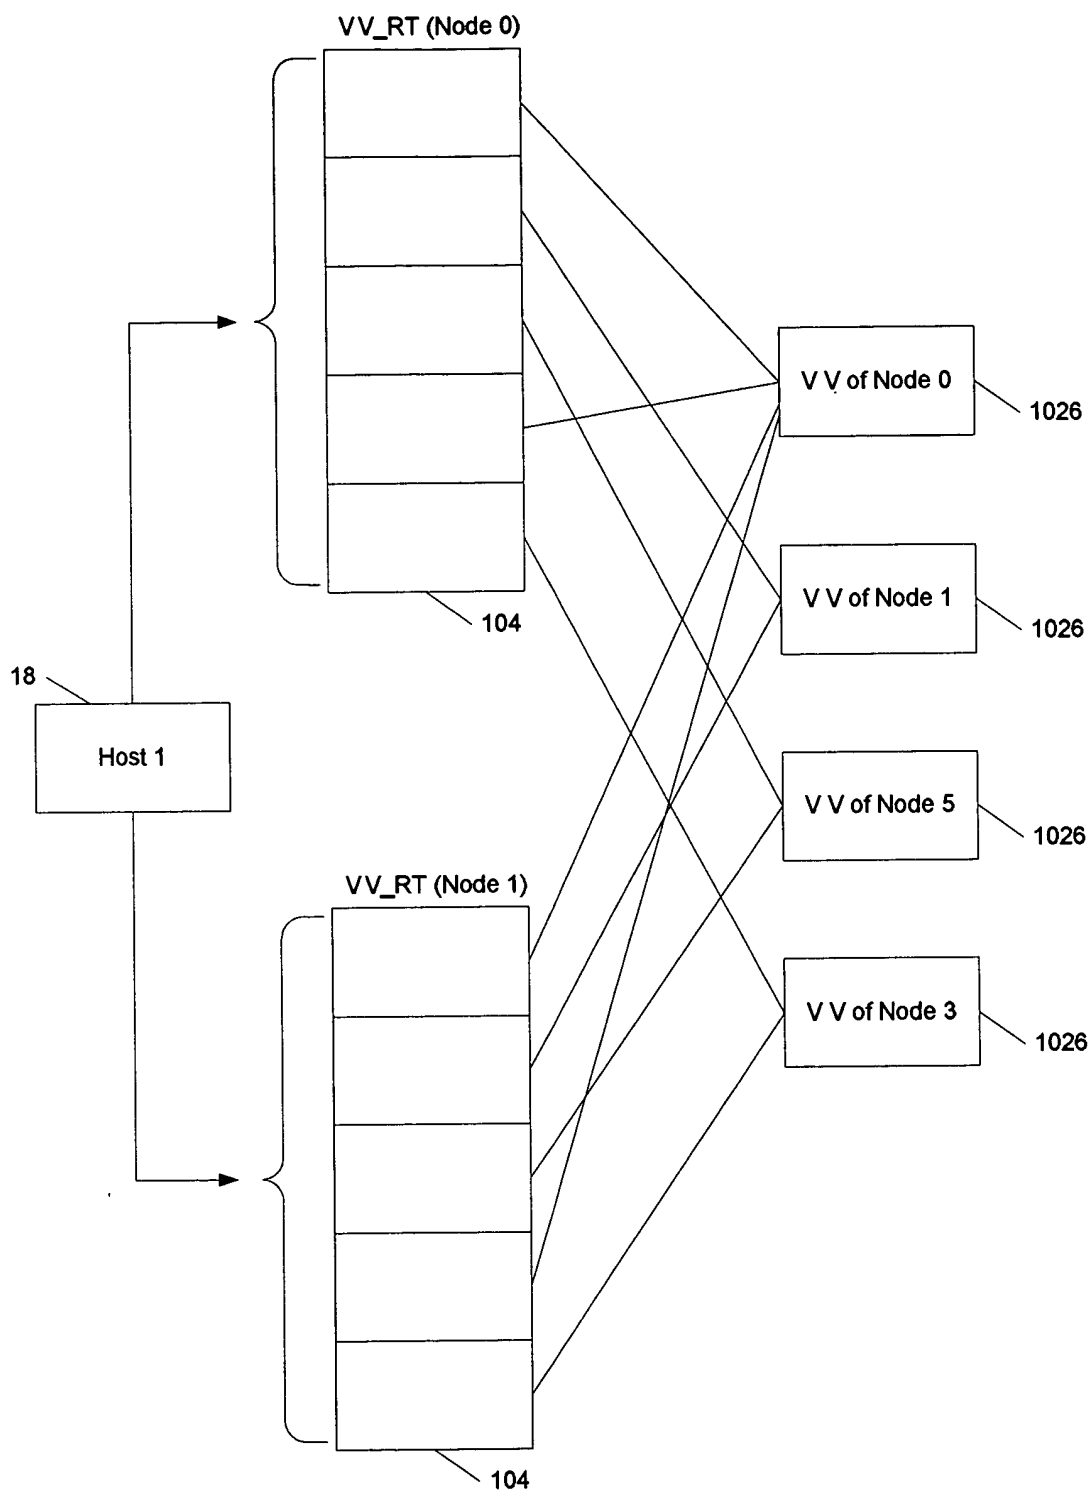 VV_RT (Node 0)
V V of Node 0
1026
V V of Node 1
1026
104
18
Host 1
V V of Node 5
1026
VV_RT (Node 1)
V V of Node 3
1026
104